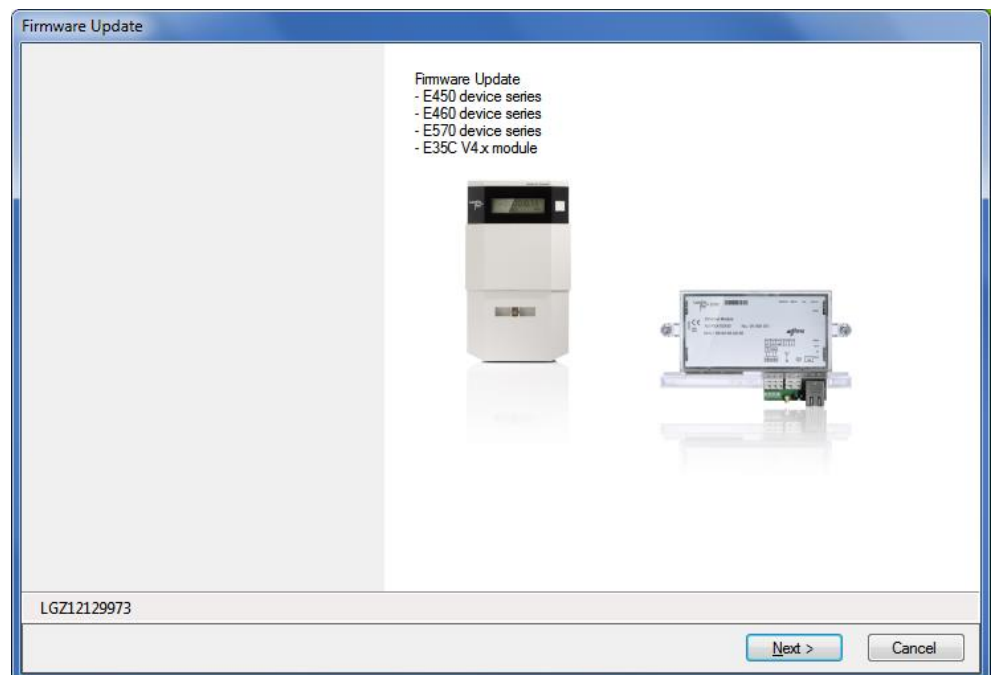 Firmware Update
Firmware Update
- E450 device series
- E460 device series
- E570 device series
- E35C V4.x module
LGZ12129973
Next >
Cancel